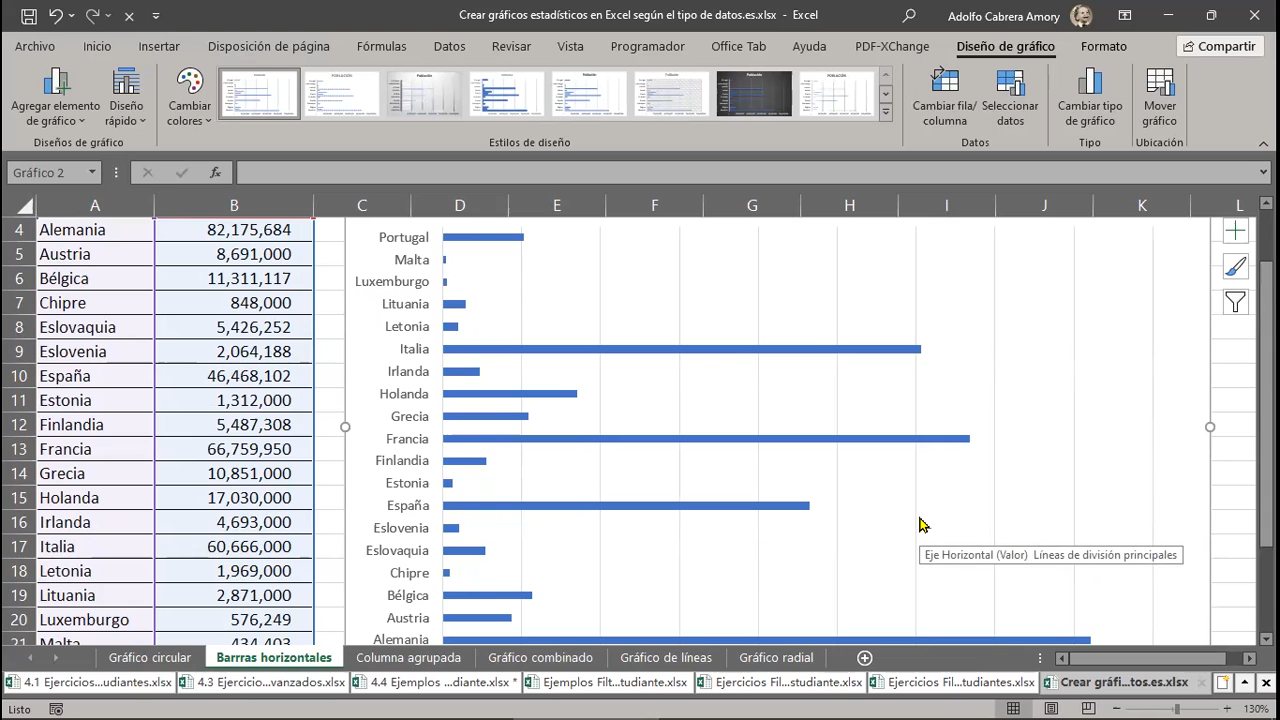 Crear gráficos estadísticos en Excel según el tipo de datos.es.xlsx - Excel
Adolfo Cabrera Amory
Archivo Inicio Insertar Disposición de página Fórmulas Datos Revisar Vista Programador Office Tab Ayuda PDF-XChange Diseño de gráfico Formato Compartir
Agregar elemento de gráfico
Diseño rápido
Cambiar colores
Cambiar fila/ columna
Seleccionar datos
Cambiar tipo de gráfico
Mover gráfico
Diseños de gráfico Estilos de diseño Datos Tipo Ubicación
Gráfico 2 fx
A B C D E F G H I J K L
4 Alemania 82,175,684
5 Austria 8,691,000
6 Bélgica 11,311,117
7 Chipre 848,000
8 Eslovaquia 5,426,252
9 Eslovenia 2,064,188
10 España 46,468,102
11 Estonia 1,312,000
12 Finlandia 5,487,308
13 Francia 66,759,950
14 Grecia 10,851,000
15 Holanda 17,030,000
16 Irlanda 4,693,000
17 Italia 60,666,000
18 Letonia 1,969,000
19 Lituania 2,871,000
20 Luxemburgo 576,249
21 Malta 434,403
Portugal
Malta
Luxemburgo
Lituania
Letonia
Italia
Irlanda
Holanda
Grecia
Francia
Finlandia
Estonia
España
Eslovenia
Eslovaquia
Chipre
Bélgica
Austria
Alemania
Eje Horizontal (Valor) Líneas de división principales
Gráfico circular Barrras horizontales Columna agrupada Gráfico combinado Gráfico de líneas Gráfico radial
4.1 Ejercicios...udiantes.xlsx 4.3 Ejercicio...vanzados.xlsx 4.4 Ejemplos ...diante.xlsx * Ejemplos Filt...tudiante.xlsx Ejercicios Fil...studiante.xlsx Ejercicios Fil...tudiantes.xlsx Crear gráfi...tos.es.xlsx
Listo 130%